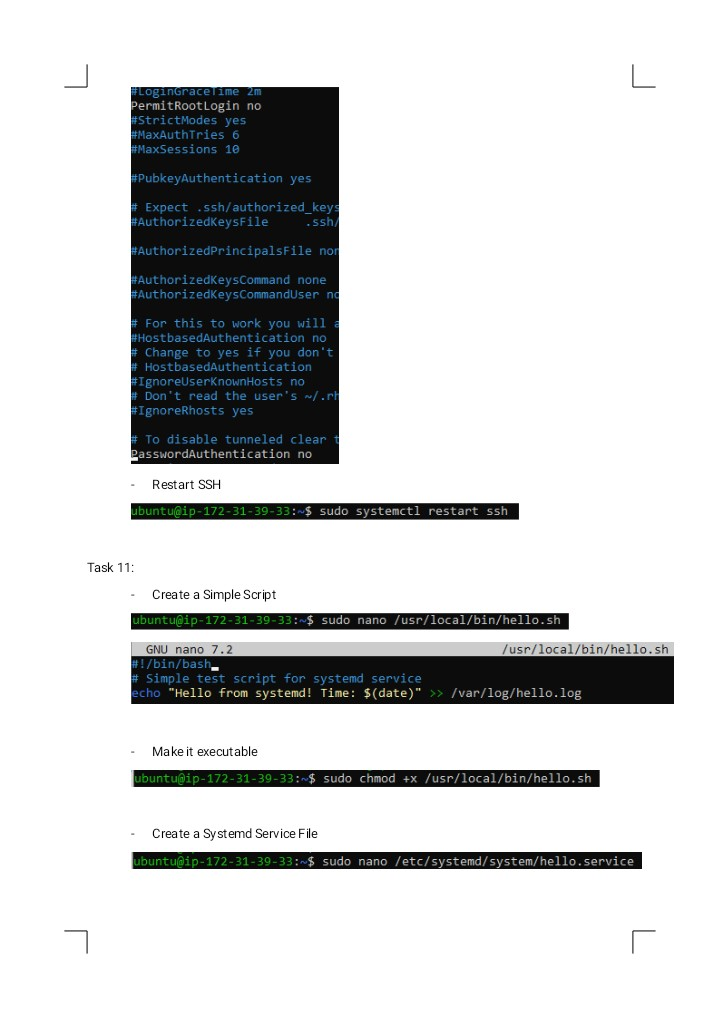 #LoginGraceTime 2m
PermitRootLogin no
#StrictModes yes
#MaxAuthTries 6
#MaxSessions 10
#PubkeyAuthentication yes
# Expect .ssh/authorized_keys
#AuthorizedKeysFile .ssh/
#AuthorizedPrincipalsFile non
#AuthorizedKeysCommand none
#AuthorizedKeysCommandUser no
# For this to work you will a
#HostbasedAuthentication no
# Change to yes if you don't
# HostbasedAuthentication
#IgnoreUserKnownHosts no
# Don't read the user's ~/.rh
#IgnoreRhosts yes
# To disable tunneled clear t
PasswordAuthentication no
- Restart SSH
ubuntu@ip-172-31-39-33:~$ sudo systemctl restart ssh
Task 11:
- Create a Simple Script
ubuntu@ip-172-31-39-33:~$ sudo nano /usr/local/bin/hello.sh
GNU nano 7.2 /usr/local/bin/hello.sh
#!/bin/bash
# Simple test script for systemd service
echo "Hello from systemd! Time: $(date)" >> /var/log/hello.log
- Make it executable
ubuntu@ip-172-31-39-33:~$ sudo chmod +x /usr/local/bin/hello.sh
- Create a Systemd Service File
ubuntu@ip-172-31-39-33:~$ sudo nano /etc/systemd/system/hello.service